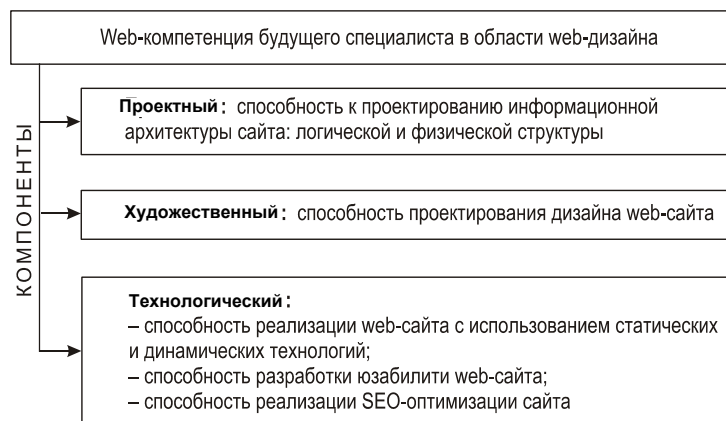 Web-компетенция будущего специалиста в области web-дизайна
КОМПОНЕНТЫ
Проектный: способность к проектированию информационной
архитектуры сайта: логической и физической структуры
Художественный: способность проектирования дизайна web-сайта
Технологический:
– способность реализации web-сайта с использованием статических
и динамических технологий;
– способность разработки юзабилити web-сайта;
– способность реализации SEO-оптимизации сайта